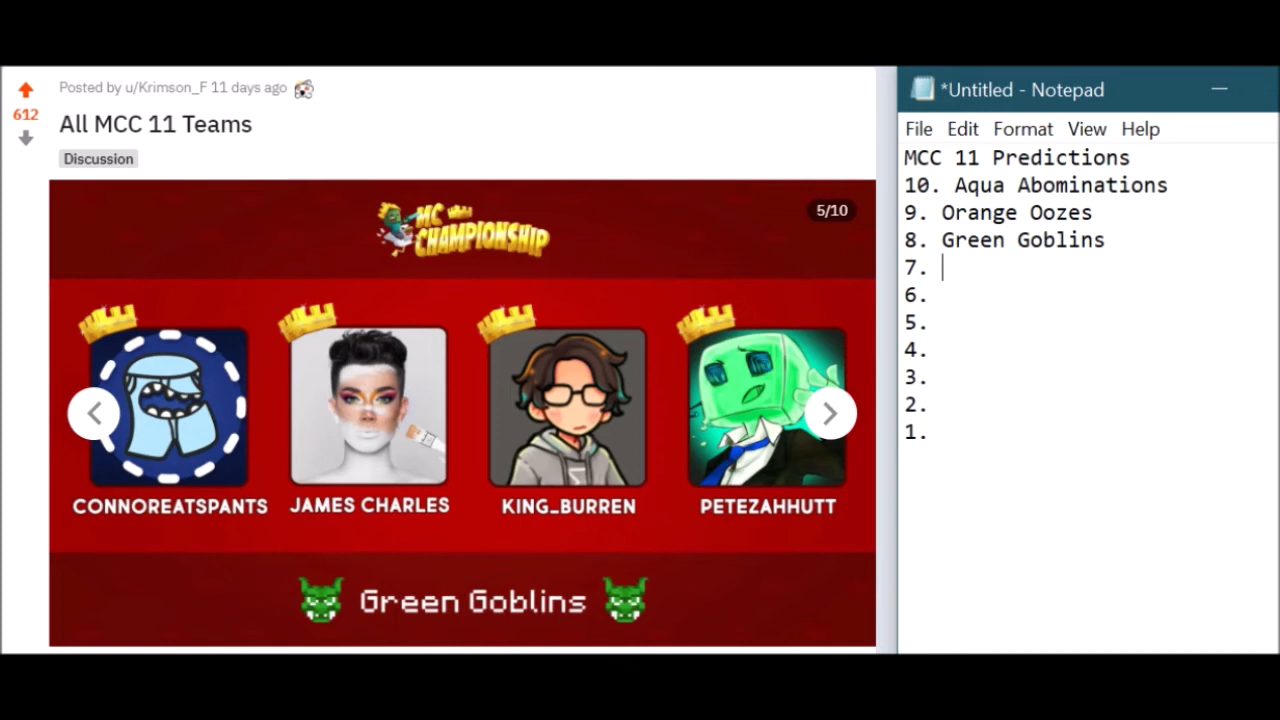 Posted by u/Krimson_F 11 days ago
612
All MCC 11 Teams
Discussion
MC
CHAMPIONSHIP
5/10
CONNOREATSPANTS
JAMES CHARLES
KING_BURREN
PETEZAHHUTT
Green Goblins
*Untitled - Notepad
File Edit Format View Help
MCC 11 Predictions
10. Aqua Abominations
9. Orange Oozes
8. Green Goblins
7.
6.
5.
4.
3.
2.
1.